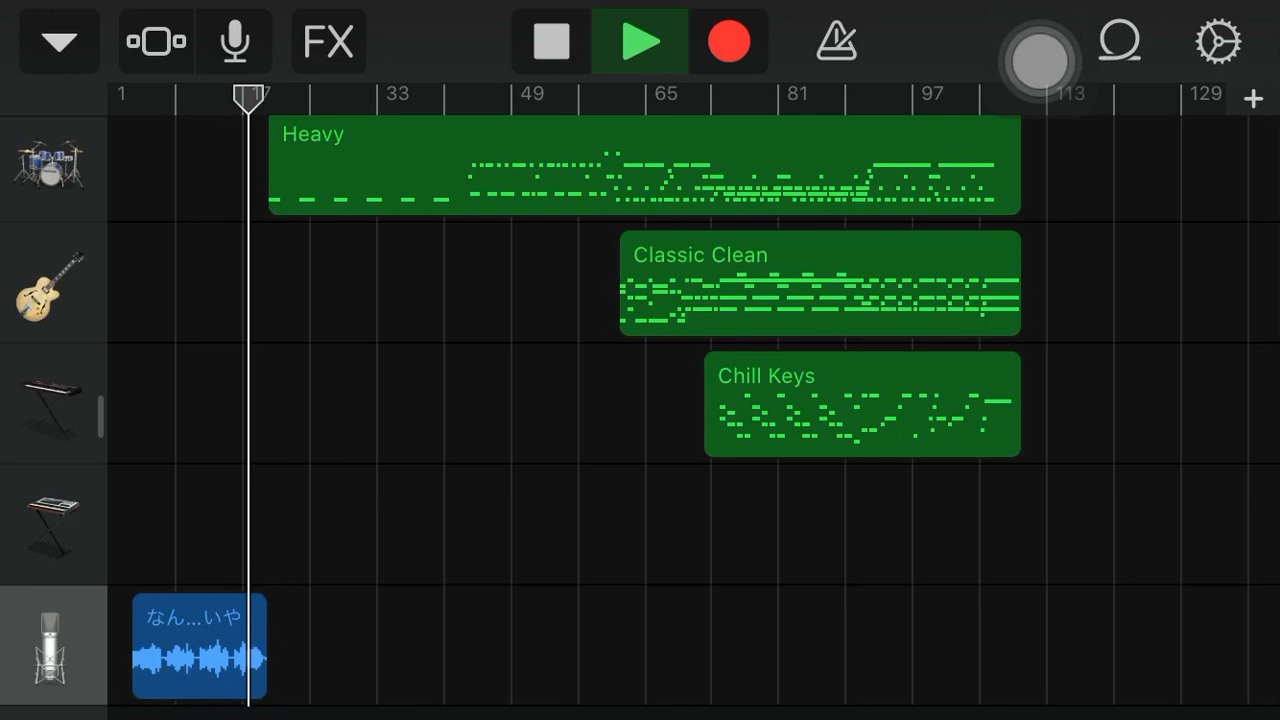 FX
1 17 33 49 65 81 97 113 129
Heavy
Classic Clean
Chill Keys
なん...いや